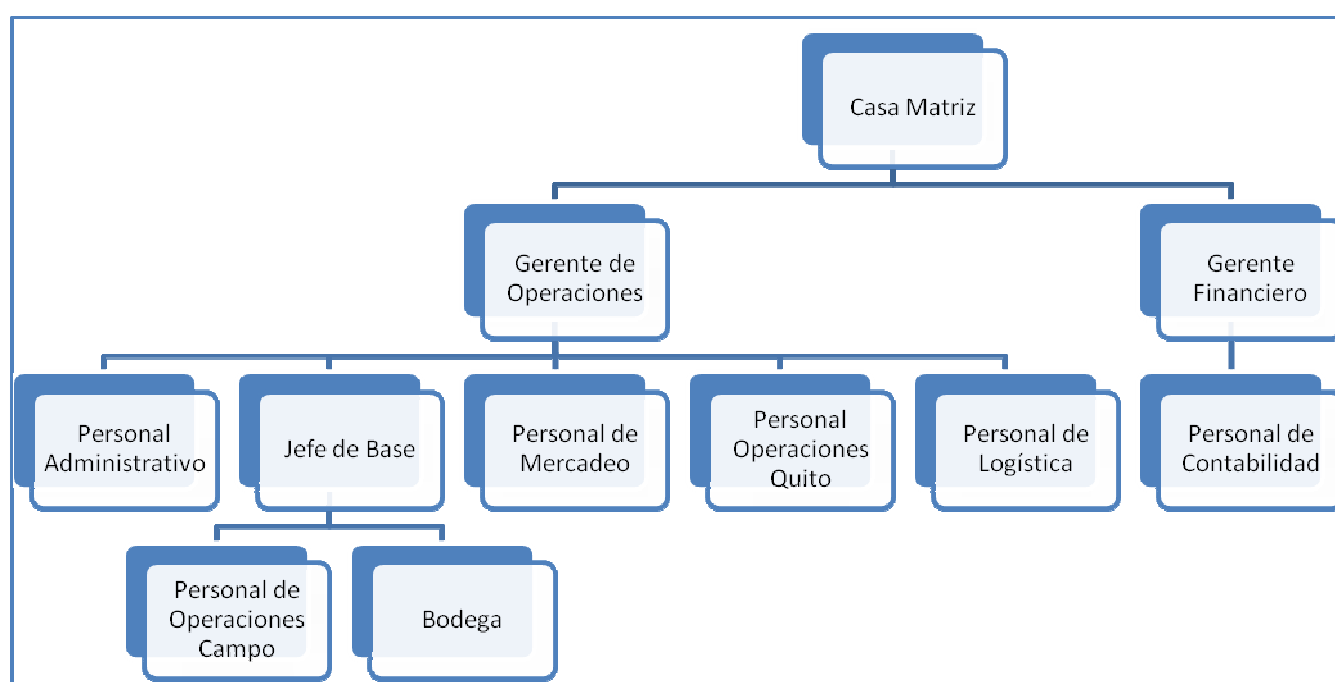 Casa Matriz
Gerente de
Operaciones
Gerente
Financiero
Personal
Administrativo
Jefe de Base
Personal de
Mercadeo
Personal
Operaciones
Quito
Personal de
Logística
Personal de
Contabilidad
Personal de
Operaciones
Campo
Bodega